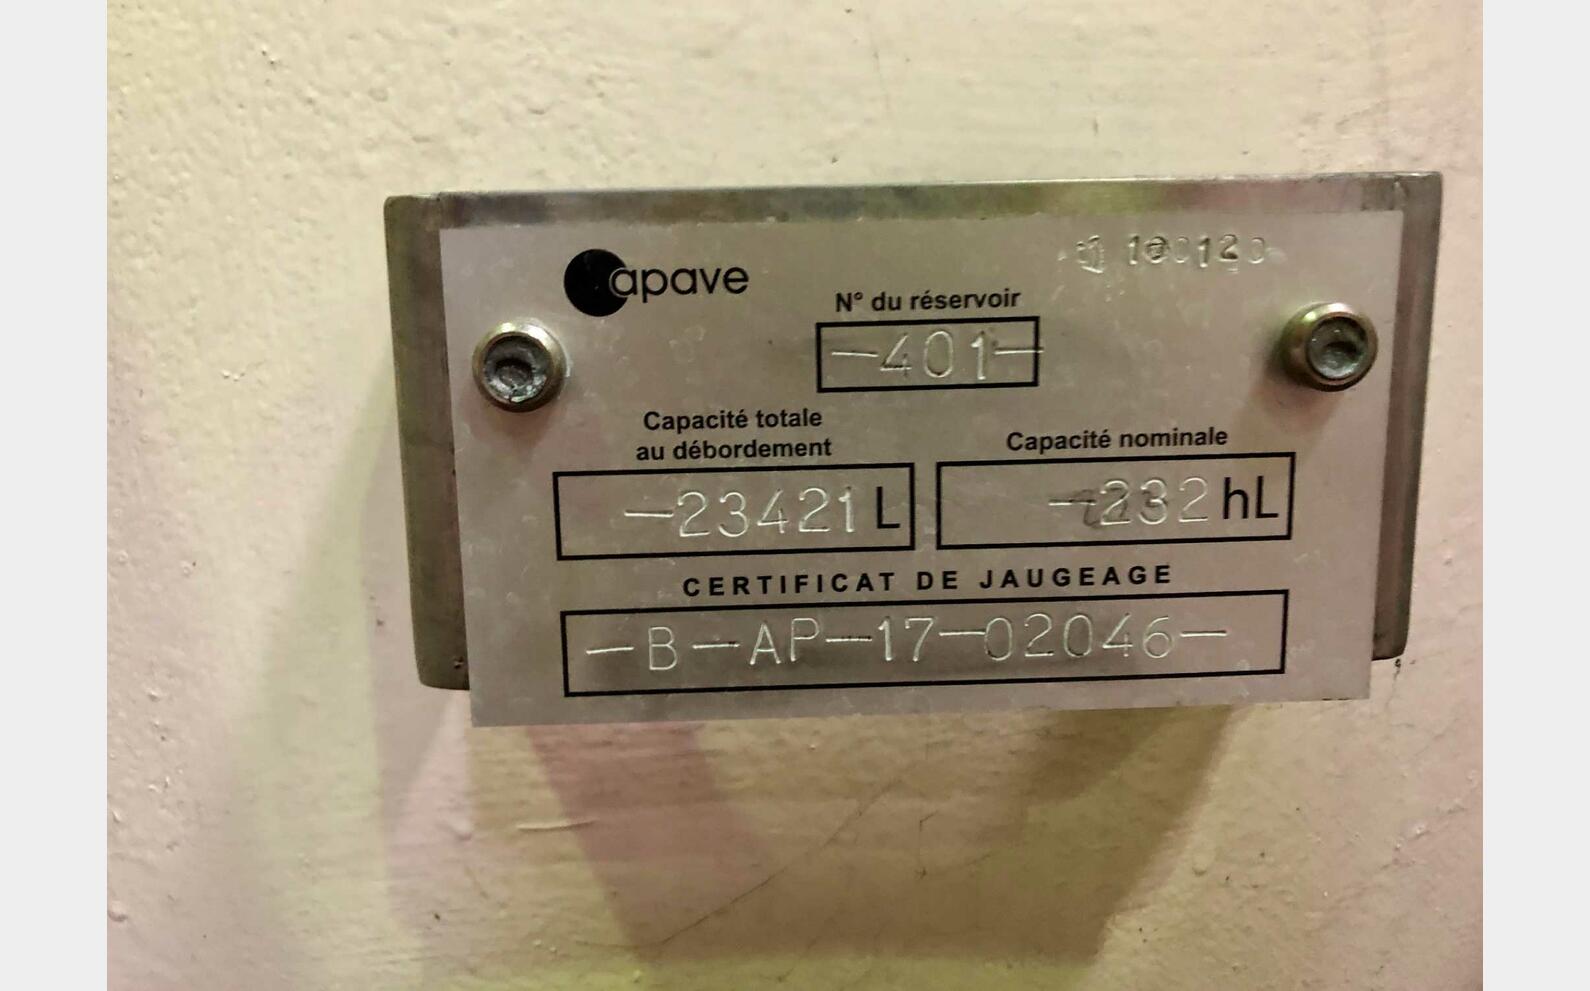 apave
N° du réservoir
-401-
Capacité totale
au débordement
Capacité nominale
-23421 L
-232 hL
CERTIFICAT DE JAUGEAGE
-B-AP-17-02046-